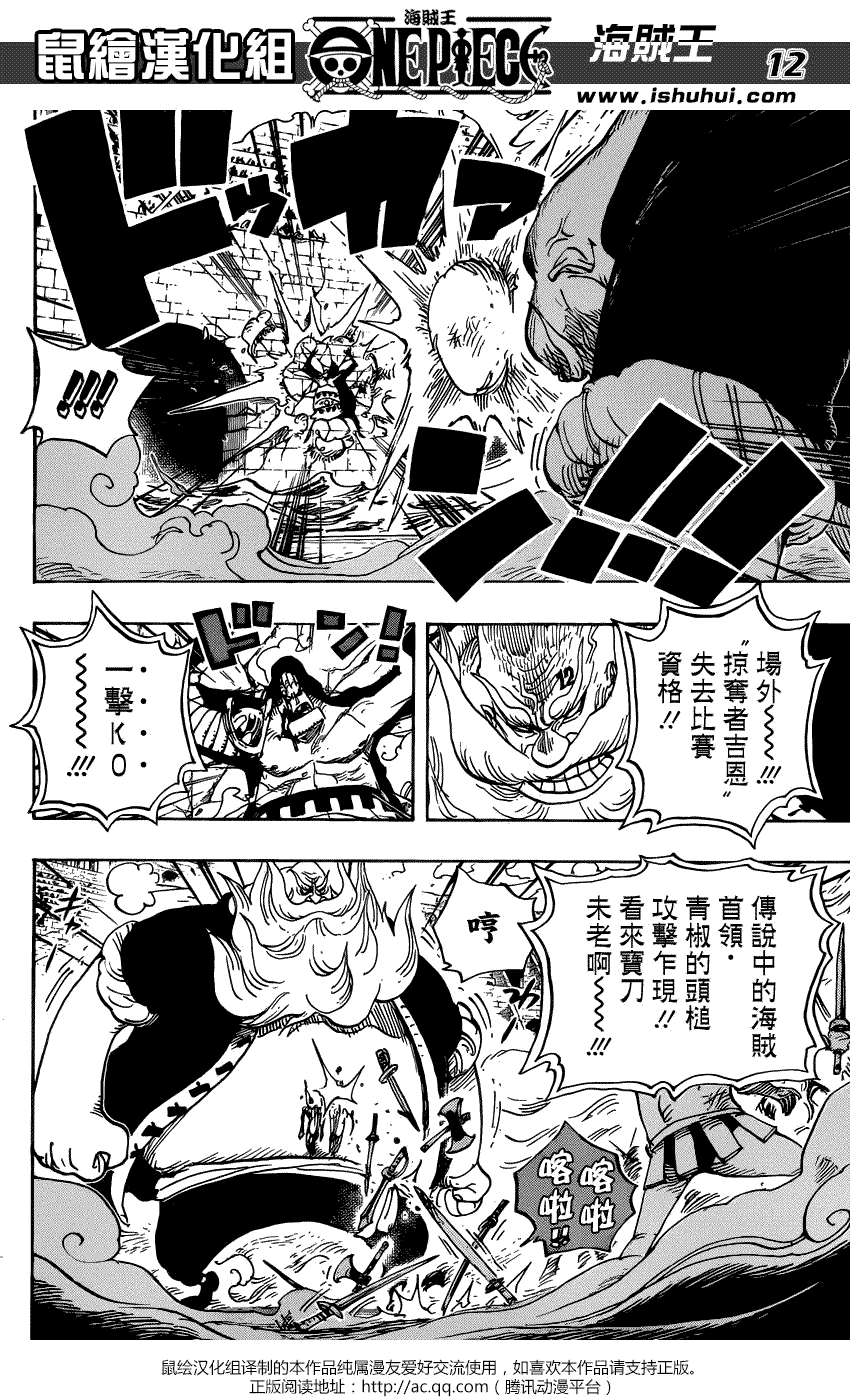 鼠繪漢化組
海賊王
ONE PIECE
海賊王
12
www.ishuhui.com
ドッカァ
!!!
ン!!!
場外~~~!!!
“掠奪者吉恩”
失去比賽
資格!!
12
ドン!
・・・・
一擊KO
~~~~!!!
傳說中的海賊
首領・
青椒的頭槌
攻擊乍現!!
看來寶刀
未老啊~~~!!!
哼
喀啦
喀啦!!
鼠绘汉化组译制的本作品纯属漫友爱好交流使用，如喜欢本作品请支持正版。
正版阅读地址：http://ac.qq.com（腾讯动漫平台）